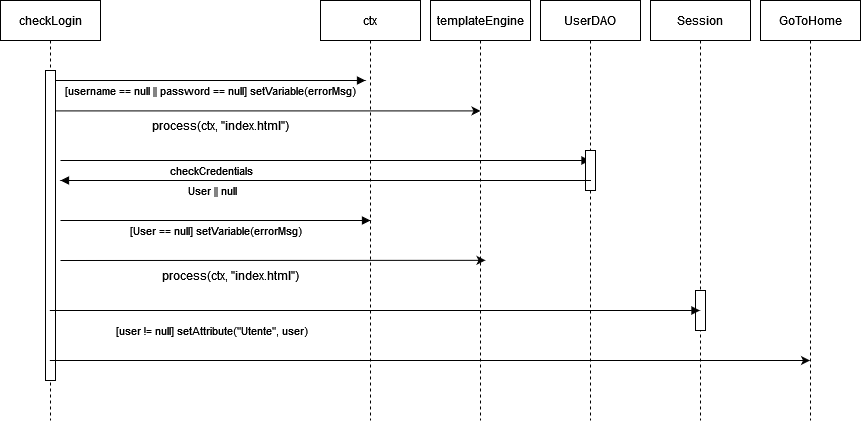 checkLogin
ctx
templateEngine
UserDAO
Session
GoToHome
[username == null || password == null] setVariable(errorMsg)
process(ctx, "index.html")
checkCredentials
User || null
[User == null] setVariable(errorMsg)
process(ctx, "index.html")
[user != null] setAttribute("Utente", user)